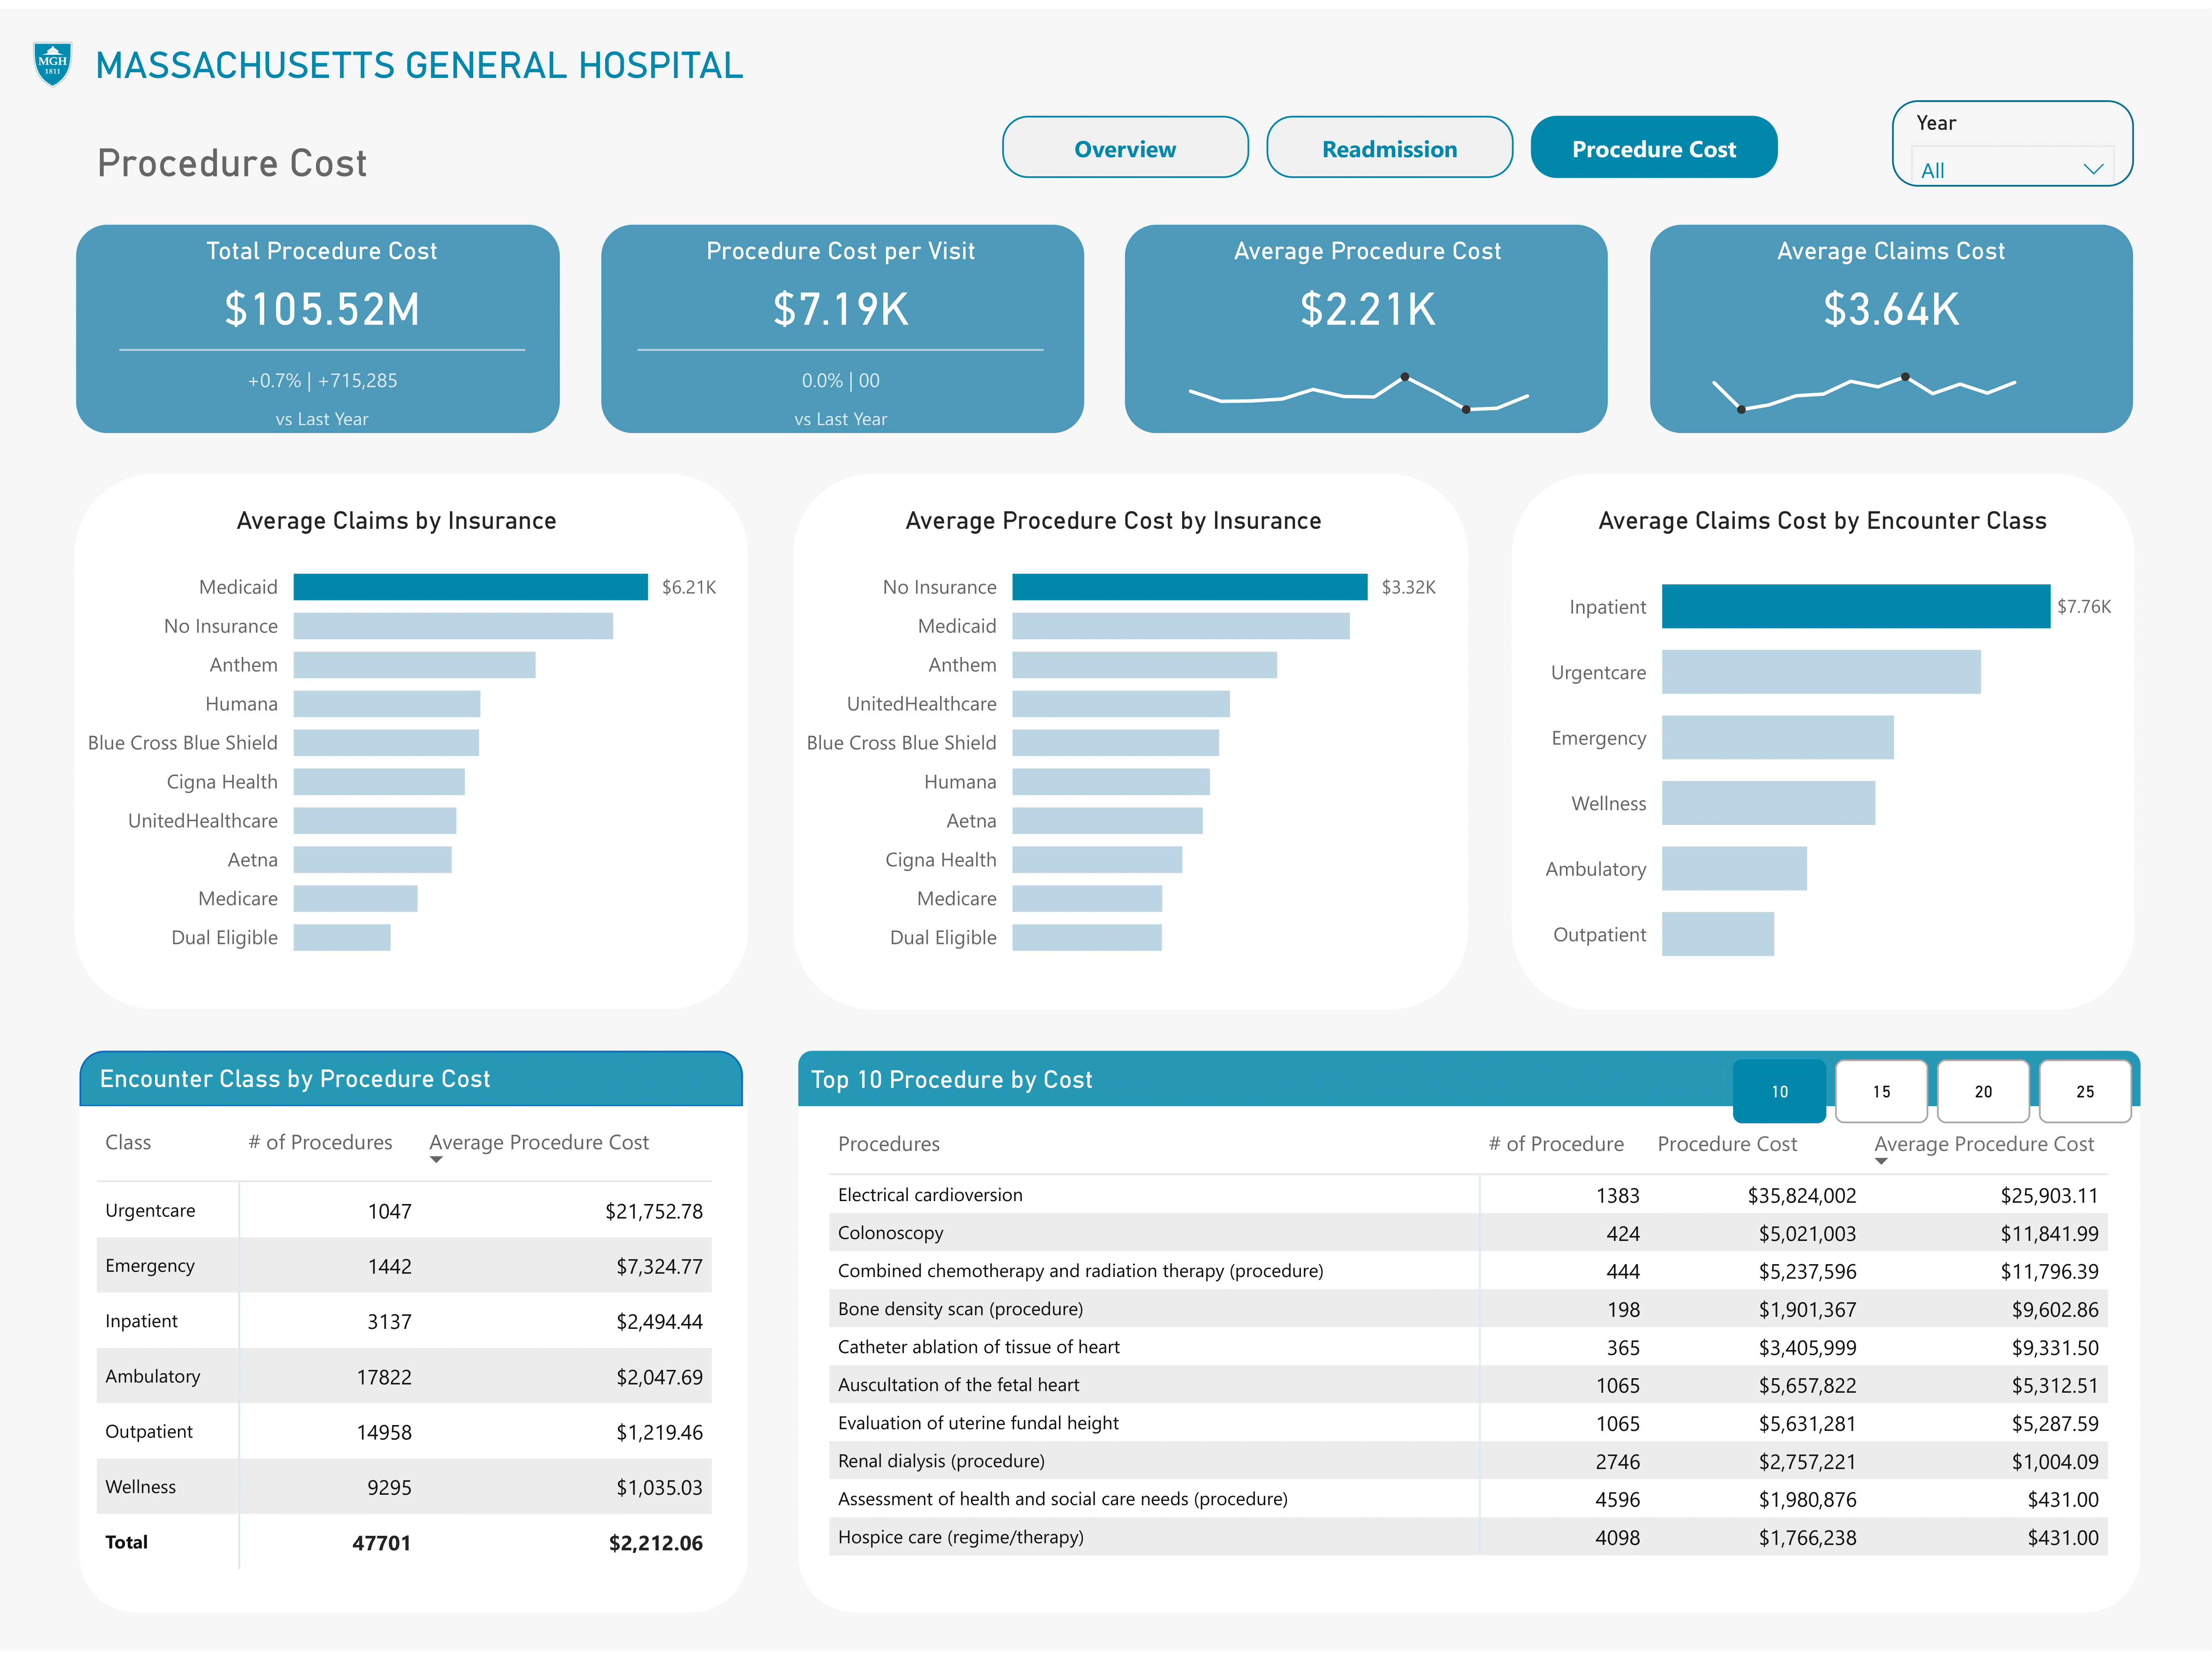 MGH
1811
MASSACHUSETTS GENERAL HOSPITAL
Procedure Cost
Overview
Readmission
Procedure Cost
Year
All
Total Procedure Cost
$105.52M
+0.7% | +715,285
vs Last Year
Procedure Cost per Visit
$7.19K
0.0% | 00
vs Last Year
Average Procedure Cost
$2.21K
Average Claims Cost
$3.64K
Average Claims by Insurance
Medicaid $6.21K
No Insurance
Anthem
Humana
Blue Cross Blue Shield
Cigna Health
UnitedHealthcare
Aetna
Medicare
Dual Eligible
Average Procedure Cost by Insurance
No Insurance $3.32K
Medicaid
Anthem
UnitedHealthcare
Blue Cross Blue Shield
Humana
Aetna
Cigna Health
Medicare
Dual Eligible
Average Claims Cost by Encounter Class
Inpatient $7.76K
Urgentcare
Emergency
Wellness
Ambulatory
Outpatient
Encounter Class by Procedure Cost
Class # of Procedures Average Procedure Cost
Urgentcare 1047 $21,752.78
Emergency 1442 $7,324.77
Inpatient 3137 $2,494.44
Ambulatory 17822 $2,047.69
Outpatient 14958 $1,219.46
Wellness 9295 $1,035.03
Total 47701 $2,212.06
Top 10 Procedure by Cost
10 15 20 25
Procedures # of Procedure Procedure Cost Average Procedure Cost
Electrical cardioversion 1383 $35,824,002 $25,903.11
Colonoscopy 424 $5,021,003 $11,841.99
Combined chemotherapy and radiation therapy (procedure) 444 $5,237,596 $11,796.39
Bone density scan (procedure) 198 $1,901,367 $9,602.86
Catheter ablation of tissue of heart 365 $3,405,999 $9,331.50
Auscultation of the fetal heart 1065 $5,657,822 $5,312.51
Evaluation of uterine fundal height 1065 $5,631,281 $5,287.59
Renal dialysis (procedure) 2746 $2,757,221 $1,004.09
Assessment of health and social care needs (procedure) 4596 $1,980,876 $431.00
Hospice care (regime/therapy) 4098 $1,766,238 $431.00